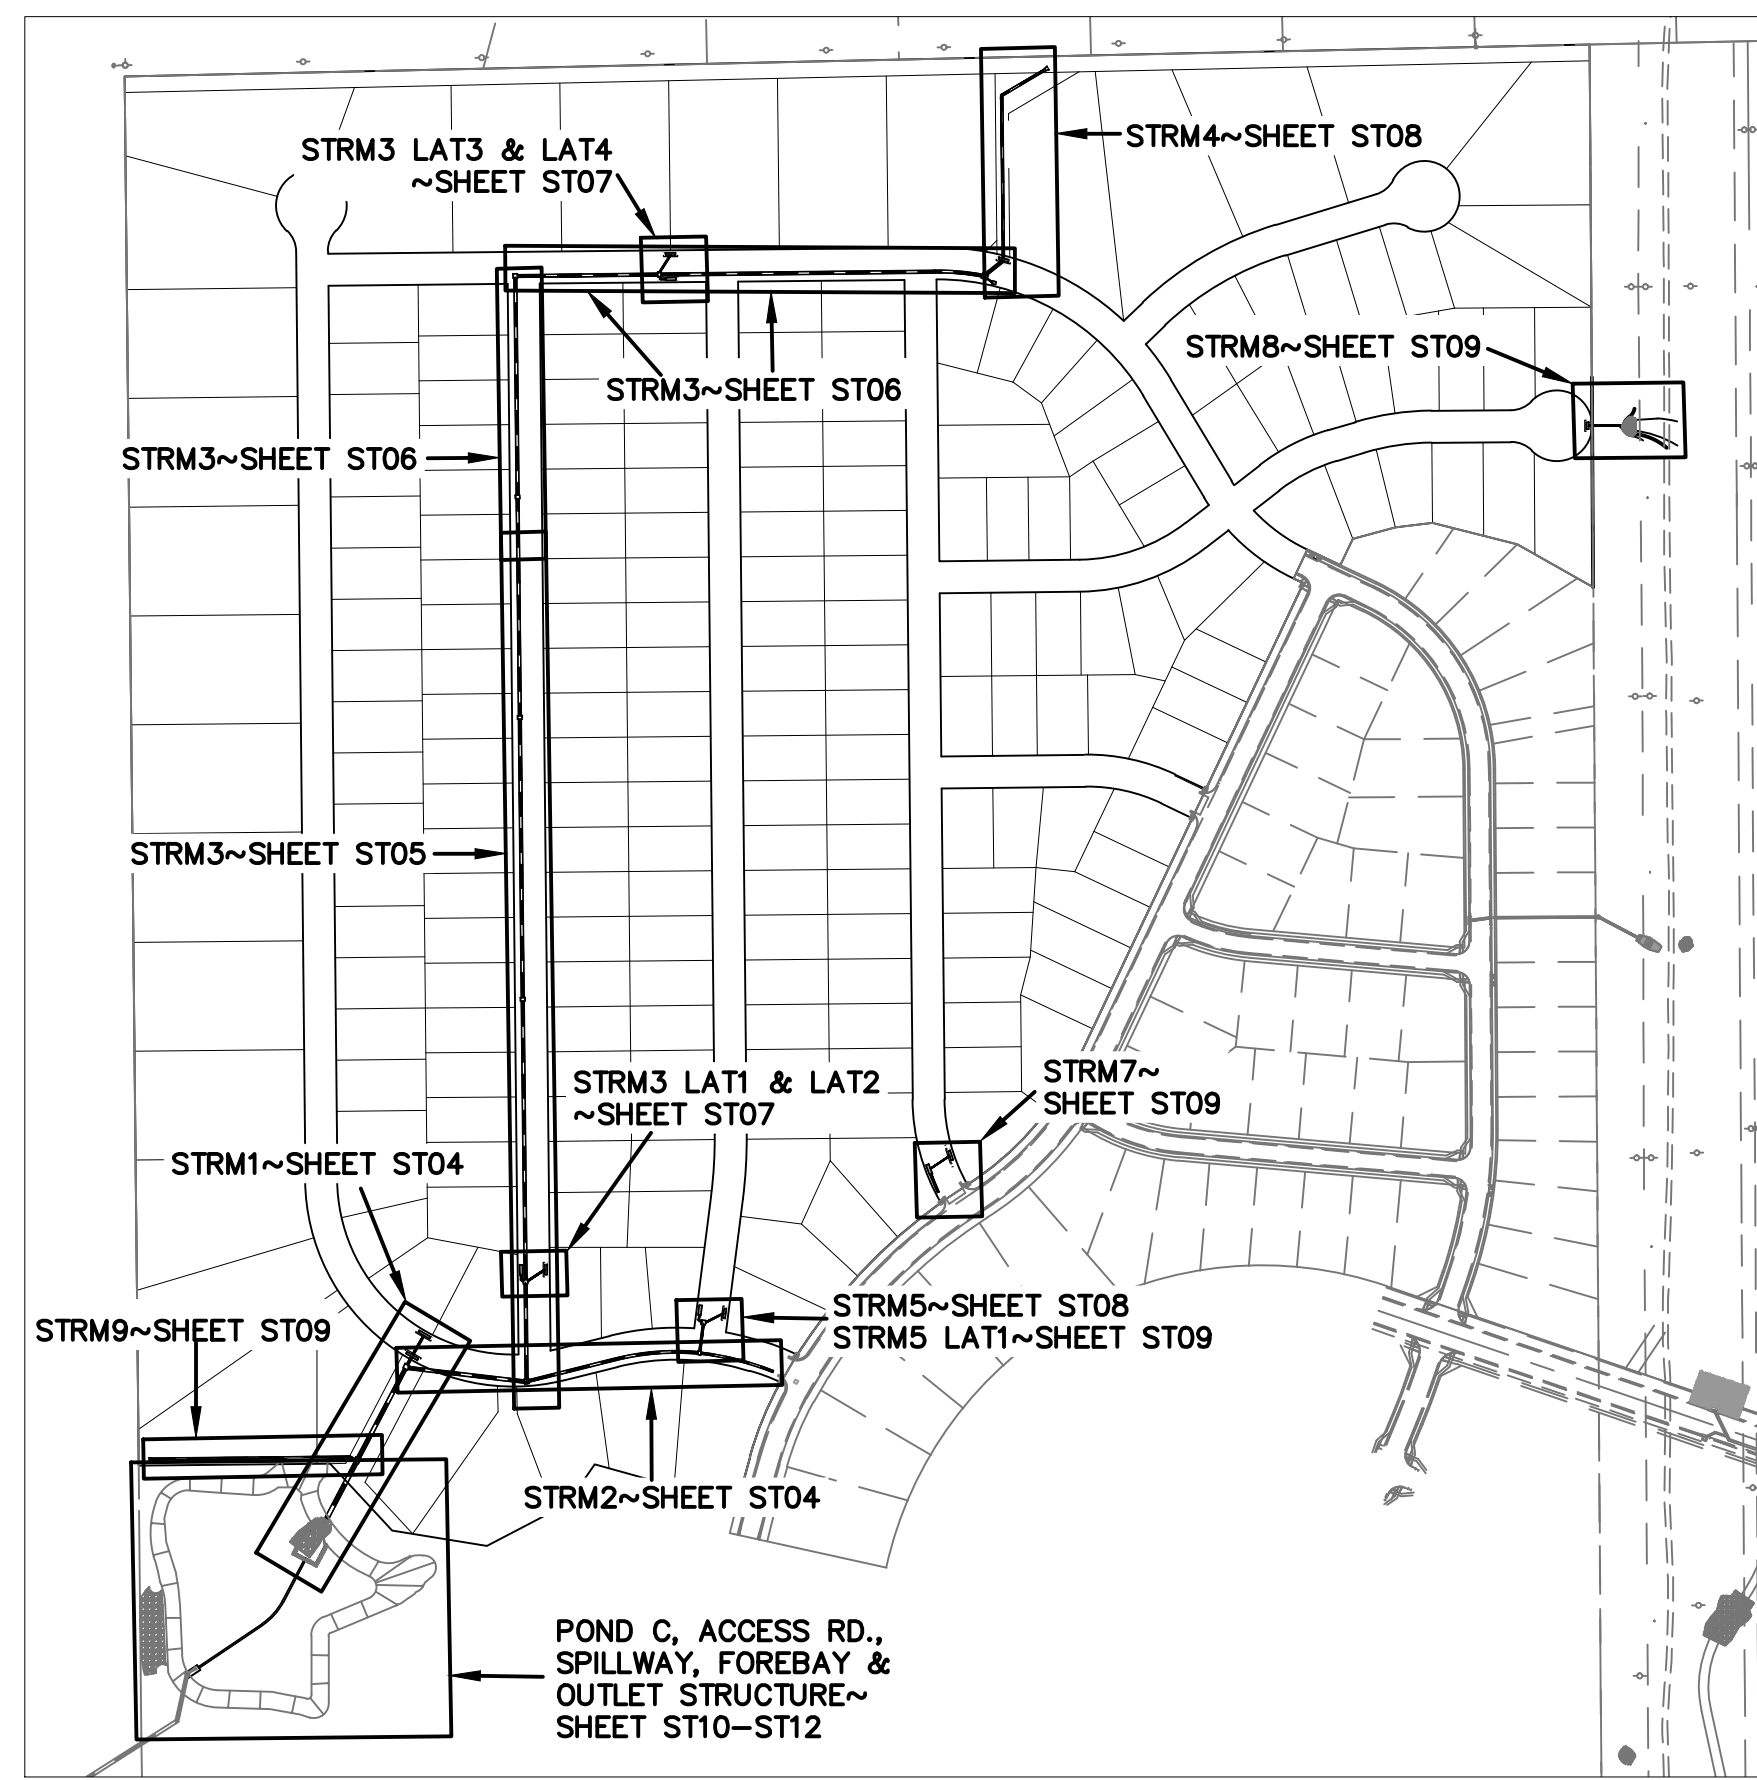 STRM3 LAT3 & LAT4
~SHEET ST07
STRM4~SHEET ST08
STRM8~SHEET ST09
STRM3~SHEET ST06
STRM3~SHEET ST06
STRM3~SHEET ST05
STRM3 LAT1 & LAT2
~SHEET ST07
STRM7~
SHEET ST09
STRM1~SHEET ST04
STRM5~SHEET ST08
STRM5 LAT1~SHEET ST09
STRM9~SHEET ST09
STRM2~SHEET ST04
POND C, ACCESS RD.,
SPILLWAY, FOREBAY &
OUTLET STRUCTURE~
SHEET ST10-ST12